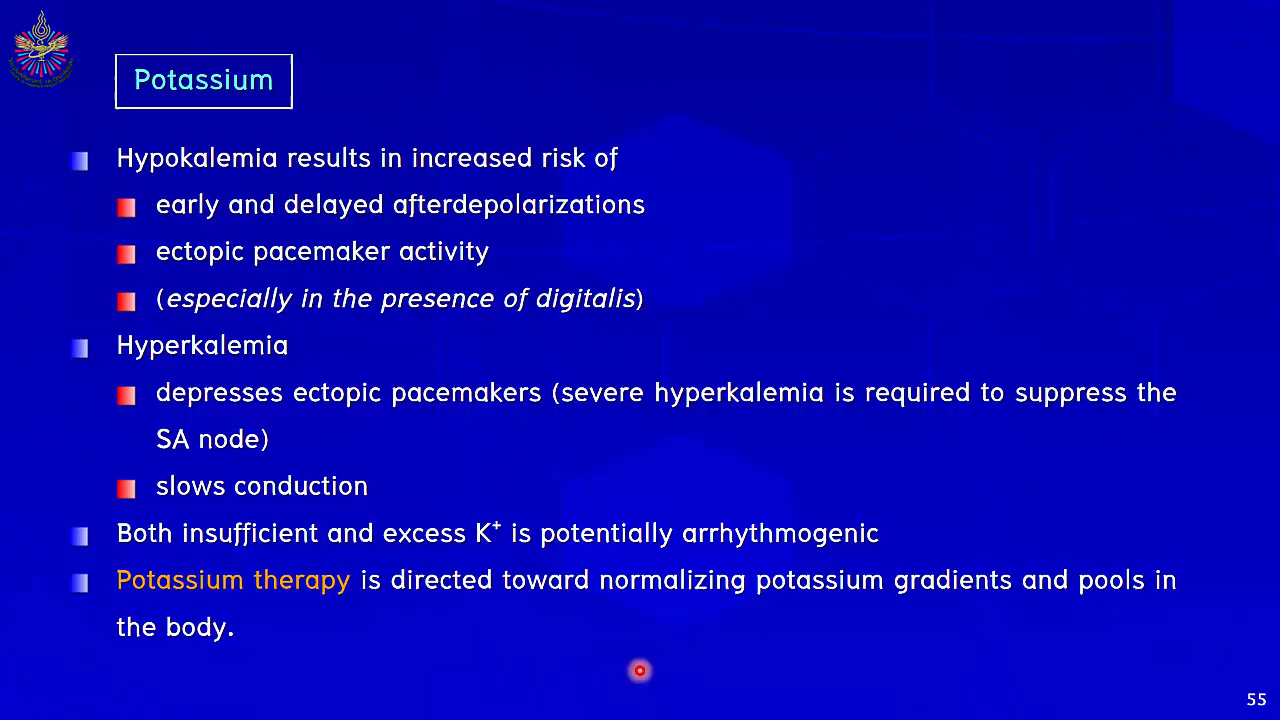 Potassium
Hypokalemia results in increased risk of
early and delayed afterdepolarizations
ectopic pacemaker activity
(especially in the presence of digitalis)
Hyperkalemia
depresses ectopic pacemakers (severe hyperkalemia is required to suppress the
SA node)
slows conduction
Both insufficient and excess K⁺ is potentially arrhythmogenic
Potassium therapy is directed toward normalizing potassium gradients and pools in
the body.
55